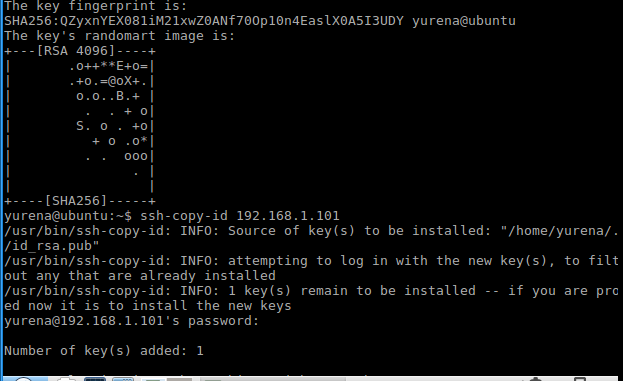 The key fingerprint is:
SHA256:QZyxnYEX081iM21xwZ0ANf70Op10n4EaslX0A5I3UDY yurena@ubuntu
The key's randomart image is:
+---[RSA 4096]----+
|       .o++**E+o=|
|       .+o.=@oX+.|
|        o.o..B.+ |
|         .  . + o|
|        S. o . +o|
|          + o .o*|
|         . .  ooo|
|               . |
|                 |
+----[SHA256]-----+
yurena@ubuntu:~$ ssh-copy-id 192.168.1.101
/usr/bin/ssh-copy-id: INFO: Source of key(s) to be installed: "/home/yurena/.
/id_rsa.pub"
/usr/bin/ssh-copy-id: INFO: attempting to log in with the new key(s), to filt
out any that are already installed
/usr/bin/ssh-copy-id: INFO: 1 key(s) remain to be installed -- if you are pro
ed now it is to install the new keys
yurena@192.168.1.101's password:
Number of key(s) added: 1